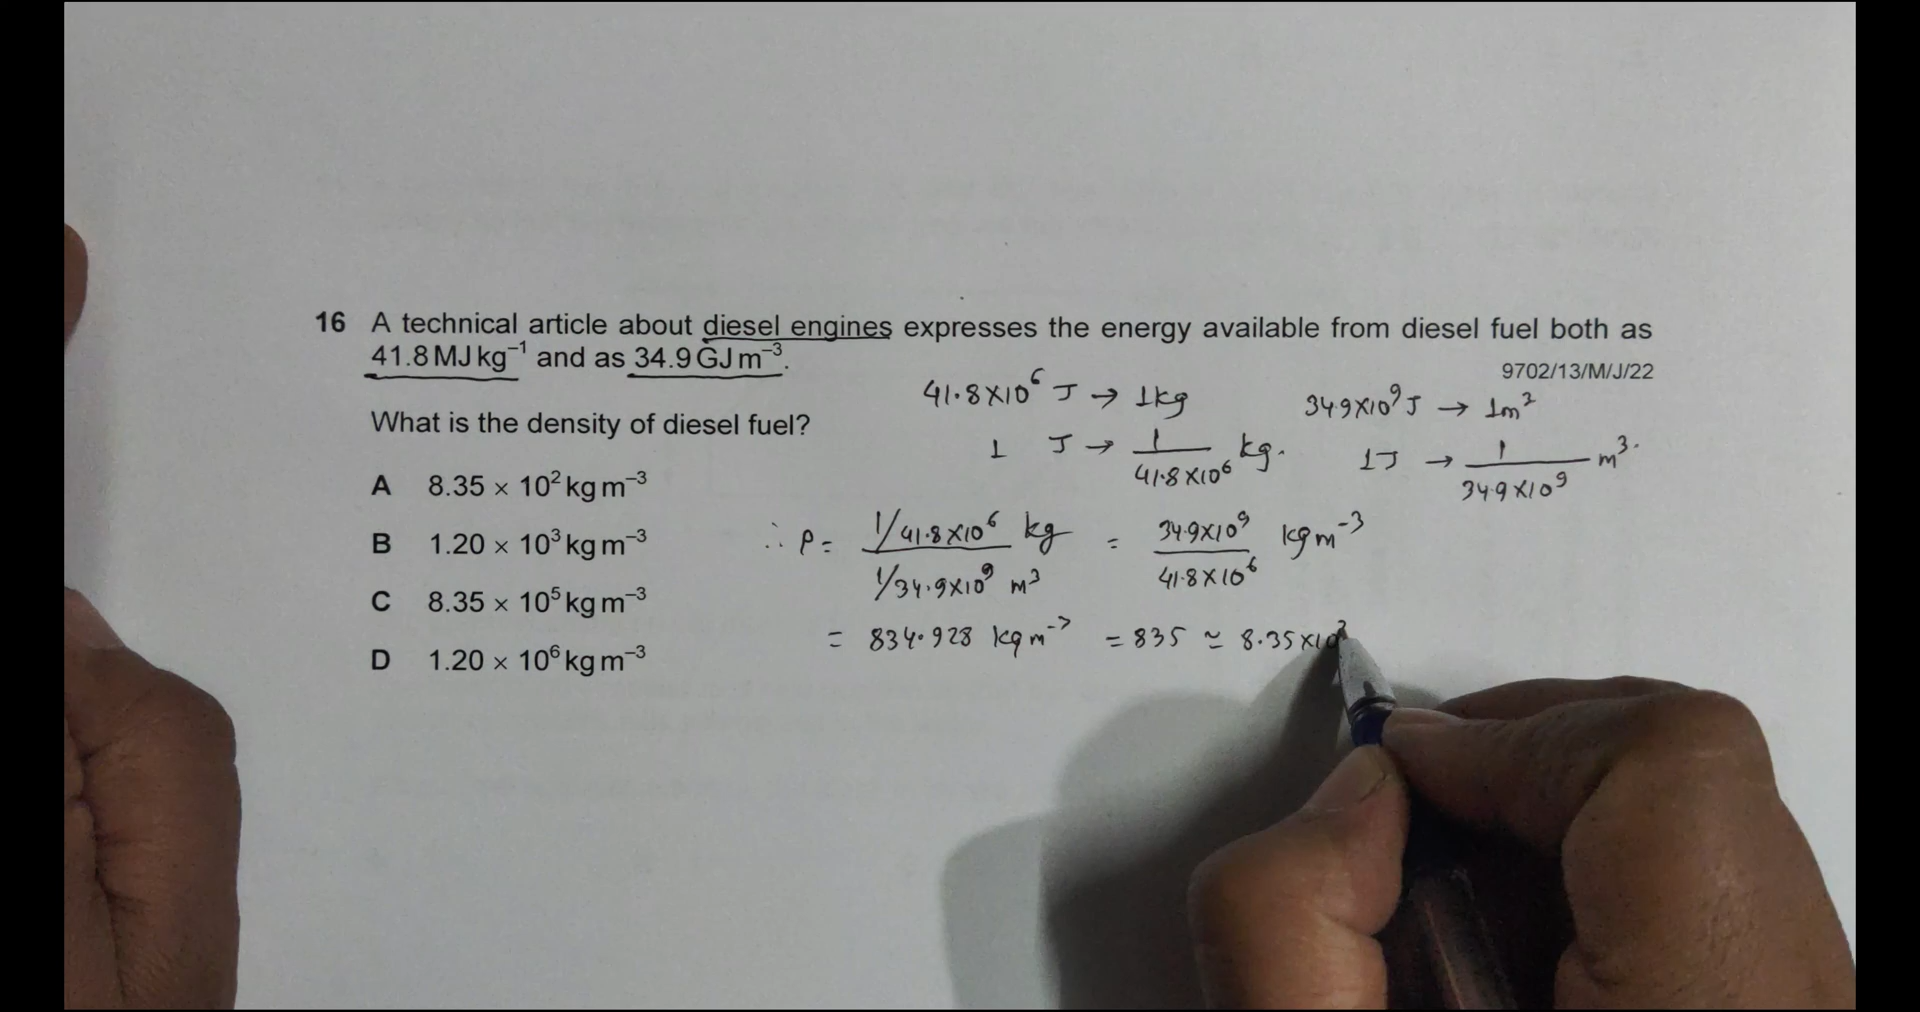 16 A technical article about diesel engines expresses the energy available from diesel fuel both as
41.8 MJ kg⁻¹ and as 34.9 GJ m⁻³.
9702/13/M/J/22
What is the density of diesel fuel?
A 8.35 × 10² kg m⁻³
B 1.20 × 10³ kg m⁻³
C 8.35 × 10⁵ kg m⁻³
D 1.20 × 10⁶ kg m⁻³
41.8×10⁶ J → 1kg
1 J → 1/41.8×10⁶ kg.
34.9×10⁹ J → 1m³
1J → 1/34.9×10⁹ m³.
∴ ρ = (1/41.8×10⁶ kg)/(1/34.9×10⁹ m³) = 34.9×10⁹/41.8×10⁶ kgm⁻³
= 834.928 kgm⁻³ = 835 ≃ 8.35×10